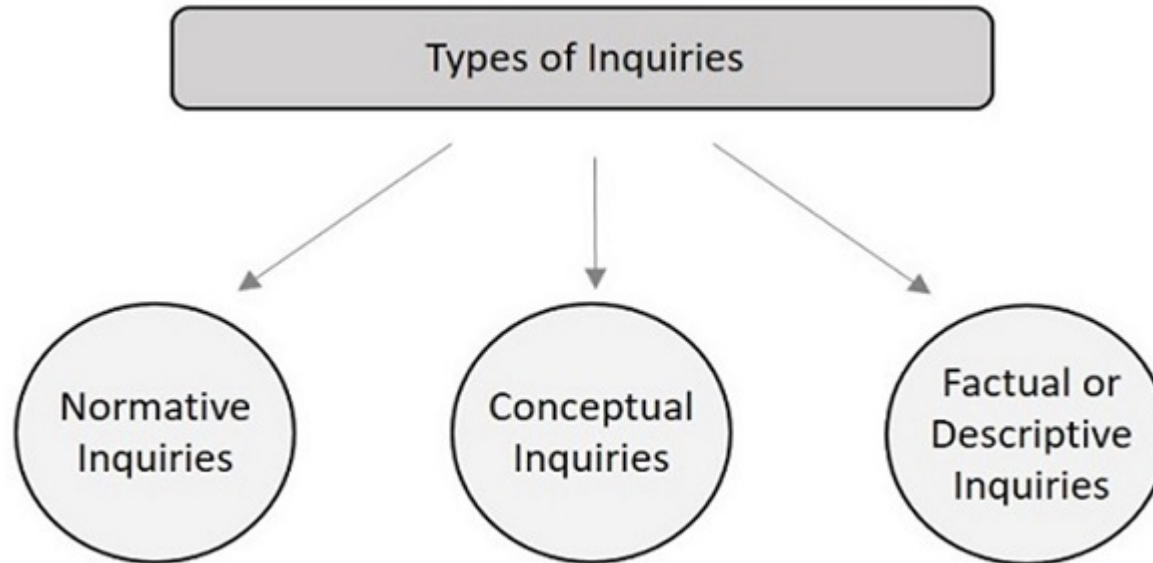 Types of Inquiries
Normative
Inquiries
Conceptual
Inquiries
Factual or
Descriptive
Inquiries